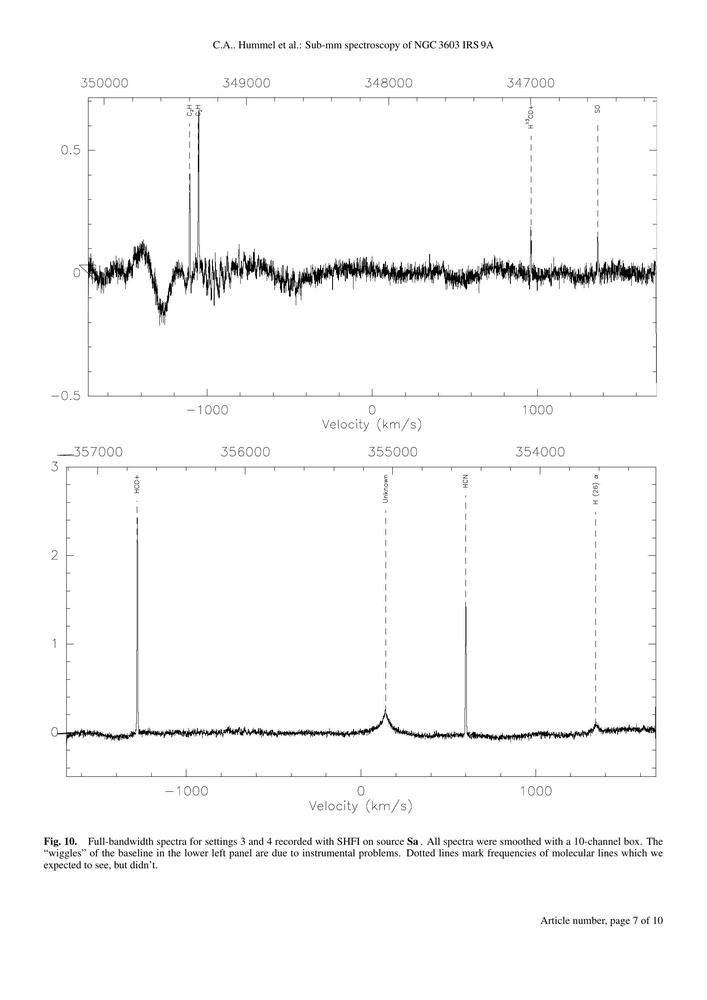 C.A.. Hummel et al.: Sub-mm spectroscopy of NGC 3603 IRS 9A
350000 349000 348000 347000
C₂H C₂H H¹³CO+ SO
0.5
0
−0.5
−1000 0 1000
Velocity (km/s)
357000 356000 355000 354000
3
HCO+ Unknown HCN H (26) α
2
1
0
−1000 0 1000
Velocity (km/s)
Fig. 10. Full-bandwidth spectra for settings 3 and 4 recorded with SHFI on source Sa . All spectra were smoothed with a 10-channel box. The
“wiggles” of the baseline in the lower left panel are due to instrumental problems. Dotted lines mark frequencies of molecular lines which we
expected to see, but didn’t.
Article number, page 7 of 10